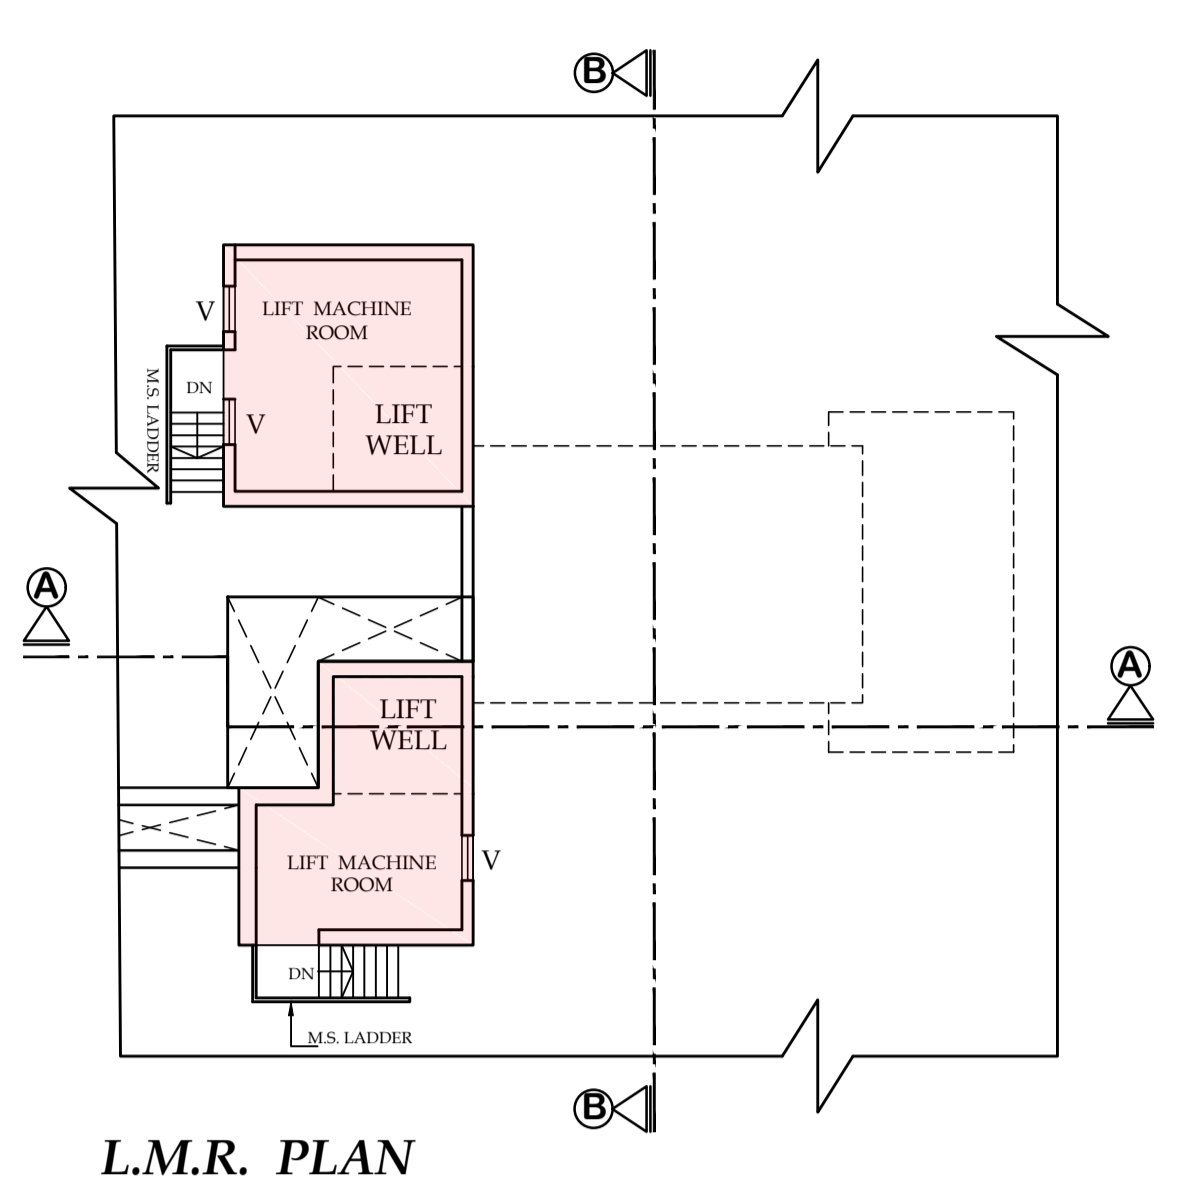 B
V
LIFT MACHINE
ROOM
M.S. LADDER
DN
V
LIFT
WELL
A
A
LIFT
WELL
LIFT MACHINE
ROOM
V
DN
M.S. LADDER
B
L.M.R. PLAN